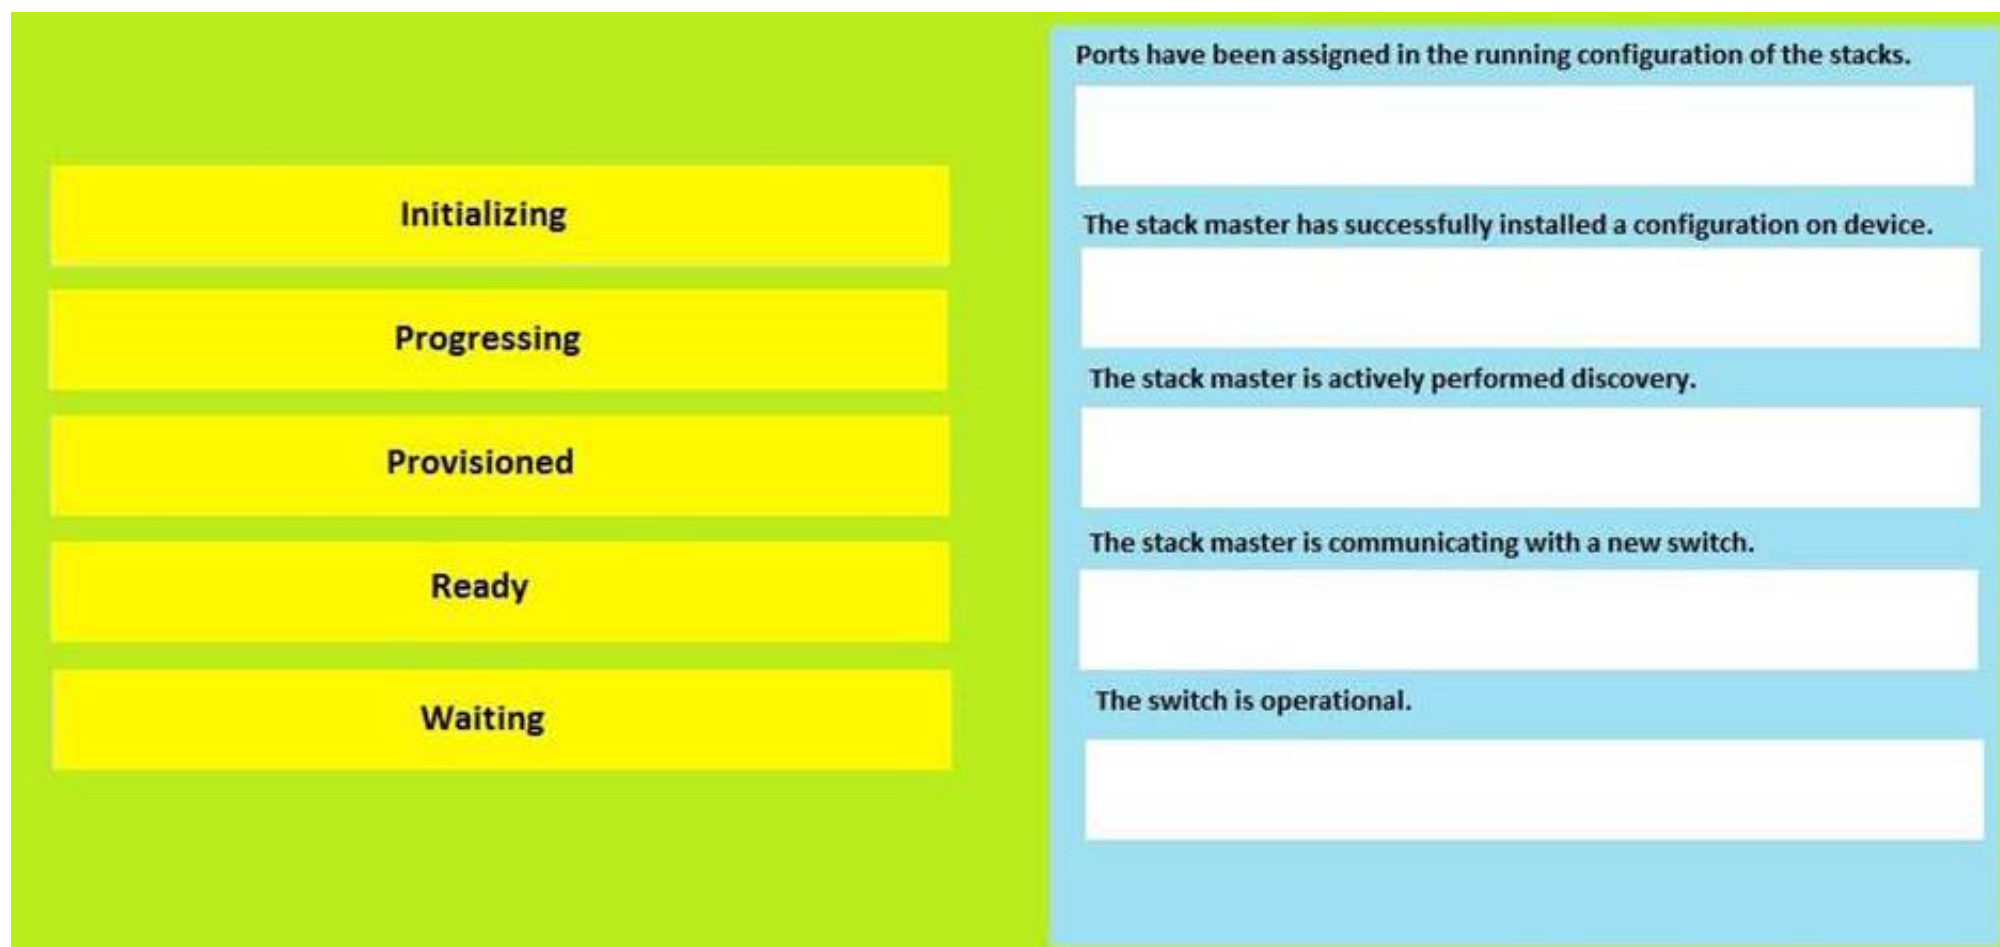 Initializing
Progressing
Provisioned
Ready
Waiting
Ports have been assigned in the running configuration of the stacks.
The stack master has successfully installed a configuration on device.
The stack master is actively performed discovery.
The stack master is communicating with a new switch.
The switch is operational.